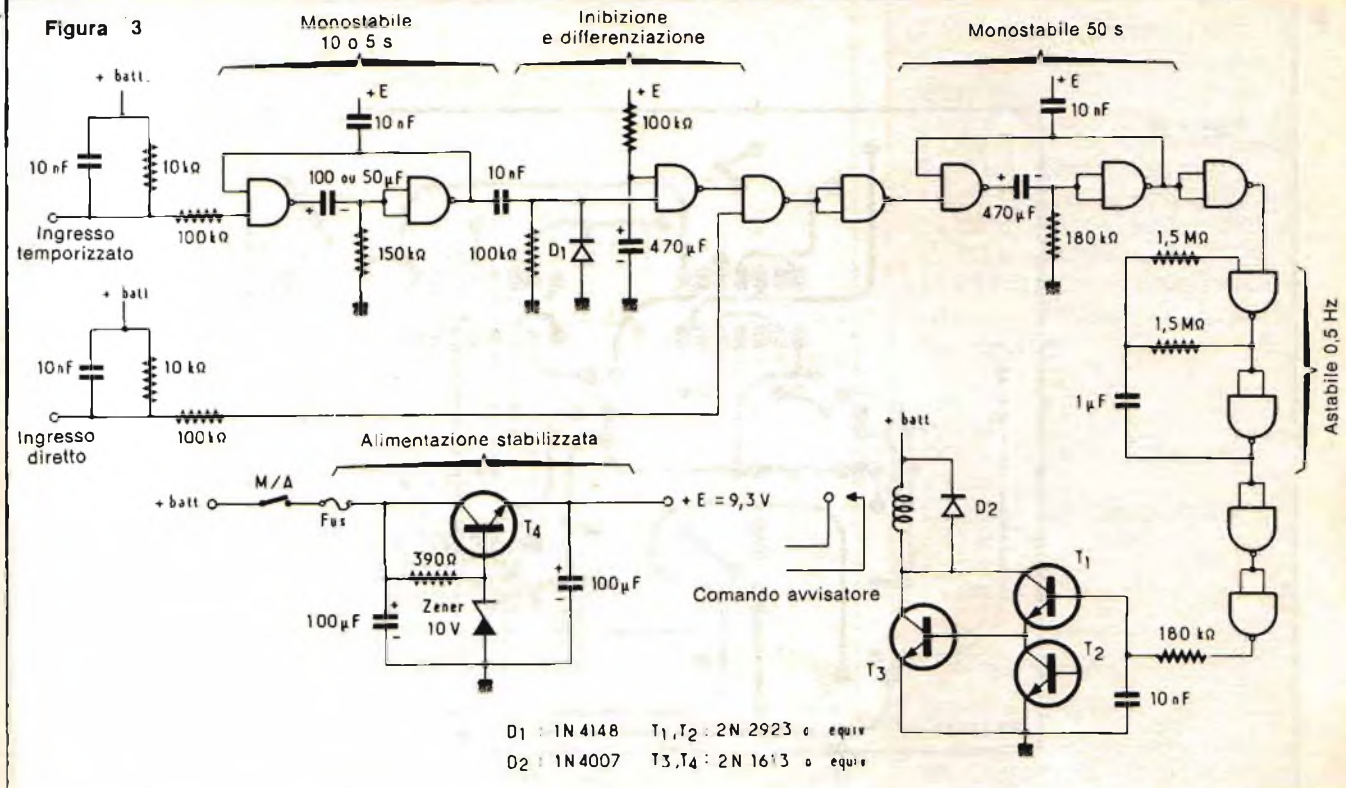 Figura 3
Monostabile
10 o 5 s
Inibizione
e differenziazione
Monostabile 50 s
+ batt.
10 nF
10 kΩ
Ingresso
temporizzato
100 kΩ
+ E
10 nF
100 ou 50 µF
+ -
150 kΩ
10 nF
100 kΩ
D1
+ E
100 kΩ
+
-
470 µF
+ E
10 nF
+ -
470 µF
180 kΩ
1,5 MΩ
1,5 MΩ
1 µF
Astabile 0,5 Hz
+ batt
10 nF
10 kΩ
Ingresso
diretto
100 kΩ
Alimentazione stabilizzata
+ batt
M/A
Fus
T4
+ E = 9,3 V
390 Ω
+
100 µF
-
Zener
10 V
+
100 µF
-
Comando avvisatore
+ batt
D2
T1
T2
T3
180 kΩ
10 nF
D1 : 1N 4148 T1, T2 : 2N 2923 o equiv
D2 : 1N 4007 T3, T4 : 2N 1613 o equiv